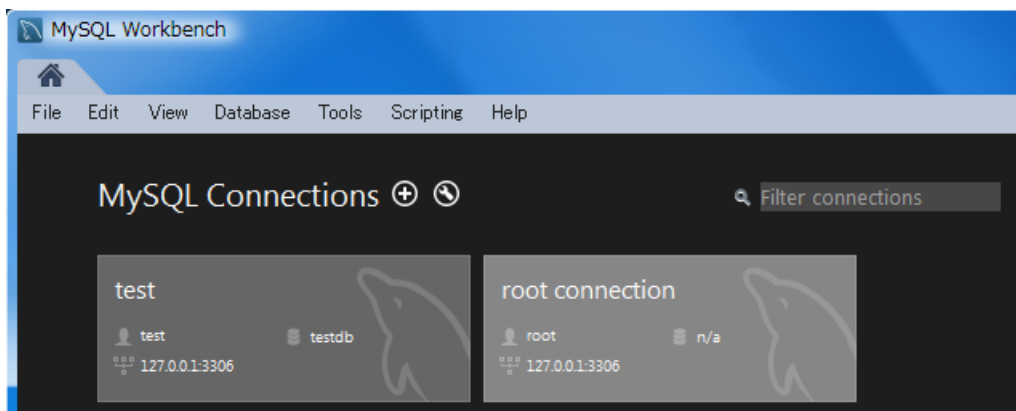 MySQL Workbench
File Edit View Database Tools Scripting Help
MySQL Connections
Filter connections
test
test testdb
127.0.0.1:3306
root connection
root n/a
127.0.0.1:3306